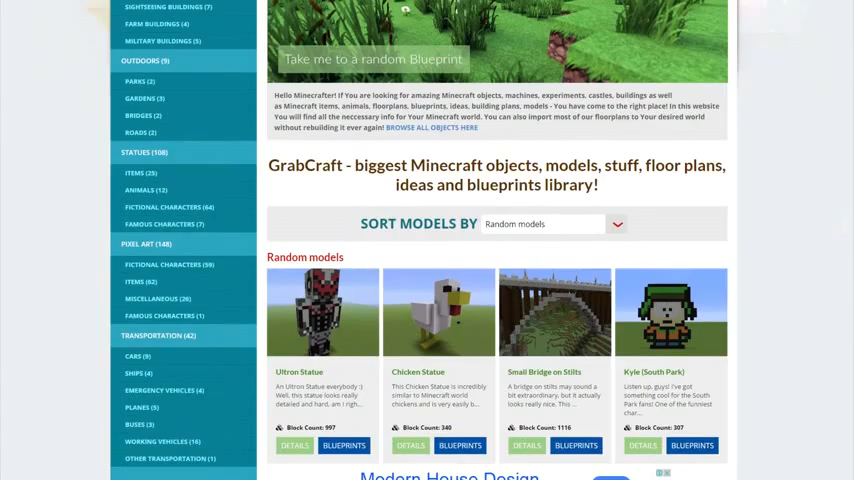 SIGHTSEEING BUILDINGS (7)
FARM BUILDINGS (4)
MILITARY BUILDINGS (5)
OUTDOORS (9)
PARKS (2)
GARDENS (3)
BRIDGES (2)
ROADS (2)
STATUES (108)
ITEMS (25)
ANIMALS (12)
FICTIONAL CHARACTERS (64)
FAMOUS CHARACTERS (7)
PIXEL ART (148)
FICTIONAL CHARACTERS (59)
ITEMS (62)
MISCELLANEOUS (26)
FAMOUS CHARACTERS (1)
TRANSPORTATION (42)
CARS (9)
SHIPS (4)
EMERGENCY VEHICLES (4)
PLANES (5)
BUSES (3)
WORKING VEHICLES (16)
OTHER TRANSPORTATION (1)
Take me to a random Blueprint
Hello Minecrafter! If You are looking for amazing Minecraft objects, machines, experiments, castles, buildings as well
as Minecraft items, animals, floorplans, blueprints, ideas, building plans, models - You have come to the right place! In this website
You will find all the neccessary info for Your Minecraft world. You can also import most of our floorplans to Your desired world
without rebuilding it ever again! BROWSE ALL OBJECTS HERE
GrabCraft - biggest Minecraft objects, models, stuff, floor plans,
ideas and blueprints library!
SORT MODELS BY Random models
Random models
Ultron Statue
An Ultron Statue everybody :)
Well, this statue looks really
detailed and hard, am I righ...
Block Count: 997
DETAILS BLUEPRINTS
Chicken Statue
This Chicken Statue is incredibly
similar to Minecraft world
chickens and is very easily b...
Block Count: 340
DETAILS BLUEPRINTS
Small Bridge on Stilts
A bridge on stilts may sound a
bit extraordinary, but it actually
looks really nice. This ...
Block Count: 1116
DETAILS BLUEPRINTS
Kyle (South Park)
Listen up, guys! I've got
something cool for the South
Park fans! One of the funniest
char...
Block Count: 307
DETAILS BLUEPRINTS
Modern House Design